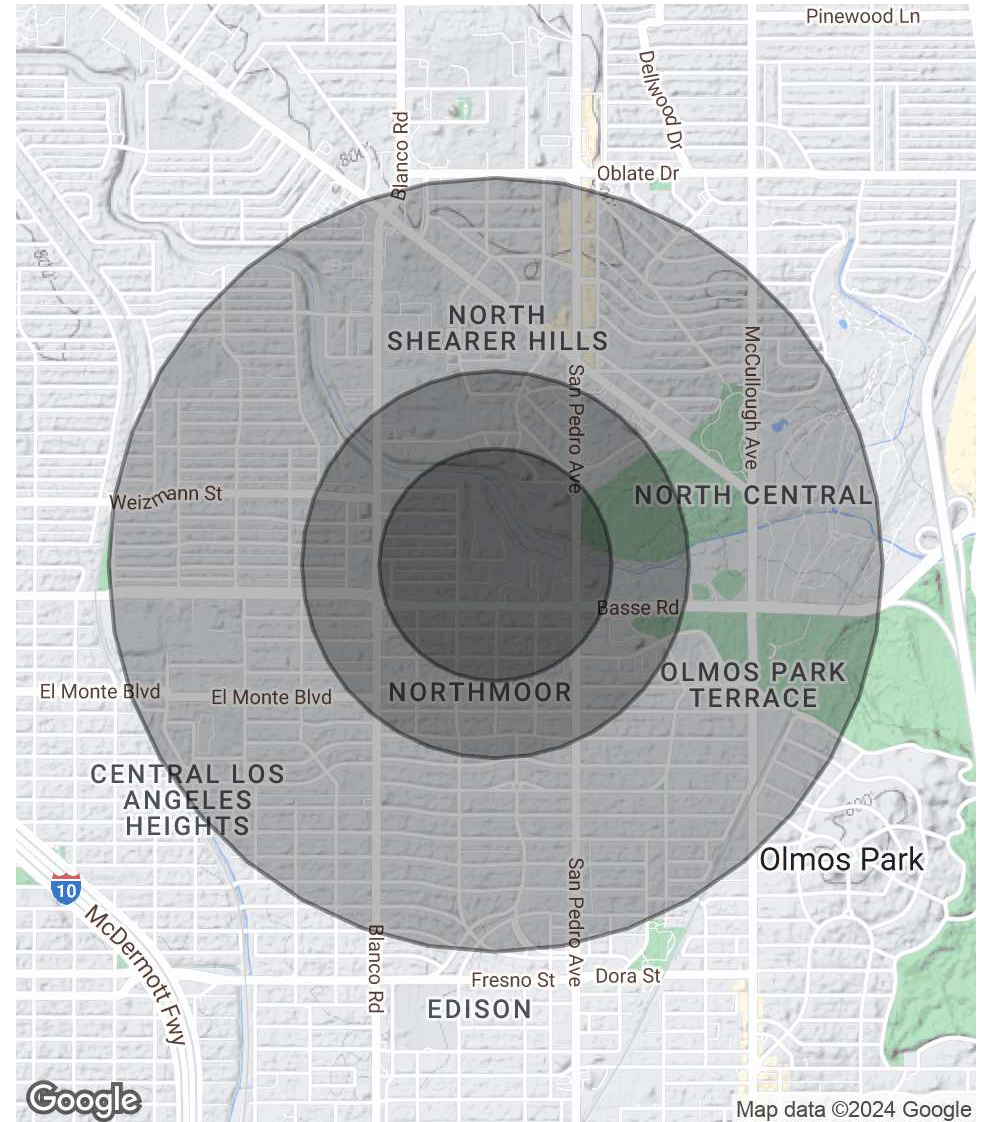 Pinewood Ln
Dellwood Dr
Blanco Rd
800
Oblate Dr
NORTH
SHEARER HILLS
McCullough Ave
San Pedro Ave
Weizmann St
NORTH CENTRAL
Basse Rd
El Monte Blvd
El Monte Blvd
NORTHMOOR
OLMOS PARK
TERRACE
CENTRAL LOS
ANGELES
HEIGHTS
800
Olmos Park
10
McDermott Fwy
San Pedro Ave
Blanco Rd
Fresno St
Dora St
EDISON
Google
Map data ©2024 Google